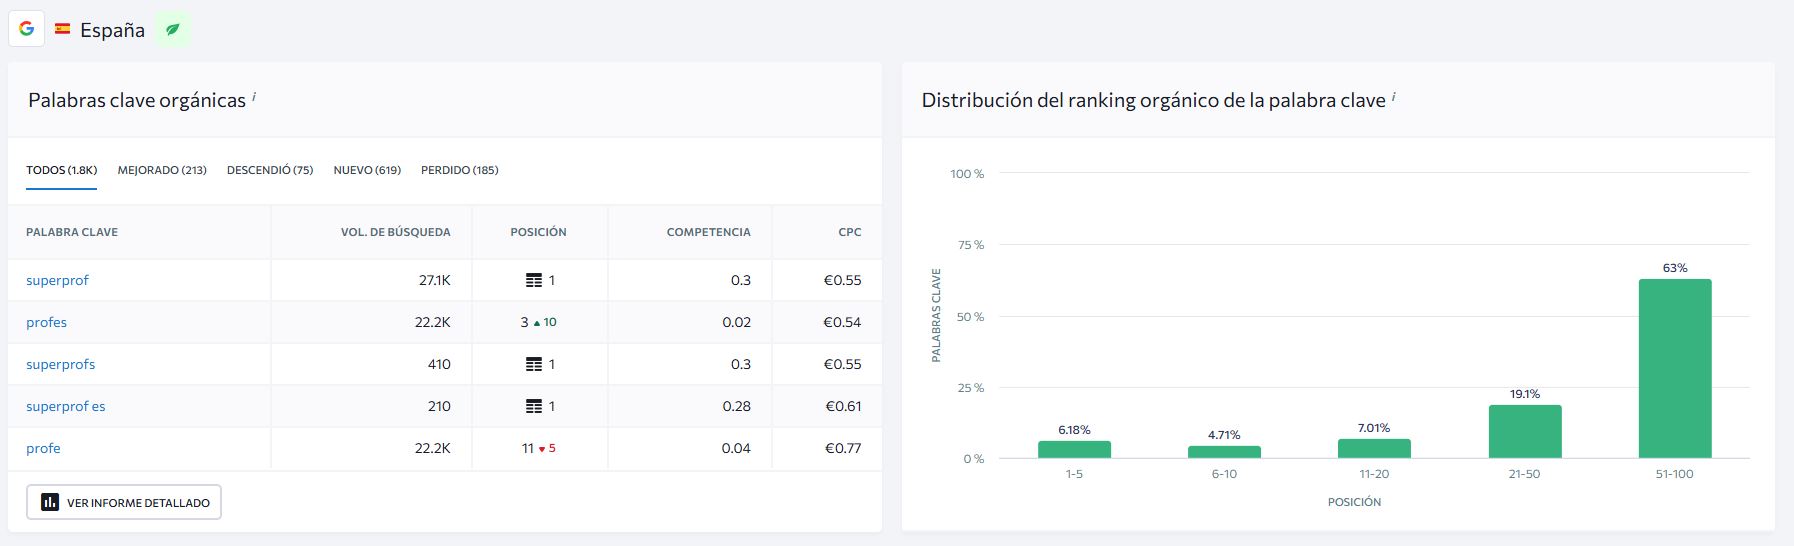 España
Palabras clave orgánicas i
TODOS (1.8K) MEJORADO (213) DESCENDIÓ (75) NUEVO (619) PERDIDO (185)
PALABRA CLAVE VOL. DE BÚSQUEDA POSICIÓN COMPETENCIA CPC
superprof 27.1K 1 0.3 €0.55
profes 22.2K 3 ▲ 10 0.02 €0.54
superprofs 410 1 0.3 €0.55
superprof es 210 1 0.28 €0.61
profe 22.2K 11 ▼ 5 0.04 €0.77
VER INFORME DETALLADO
Distribución del ranking orgánico de la palabra clave i
PALABRAS CLAVE
100 %
75 %
50 %
25 %
0 %
6.18%
4.71%
7.01%
19.1%
63%
1-5 6-10 11-20 21-50 51-100
POSICIÓN